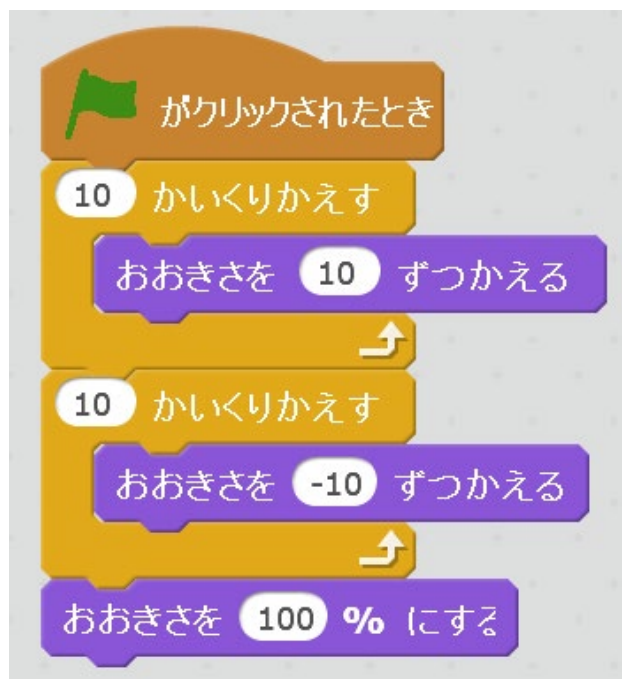 がクリックされたとき
10 かいくりかえす
おおきさを 10 ずつかえる
10 かいくりかえす
おおきさを -10 ずつかえる
おおきさを 100 % にする